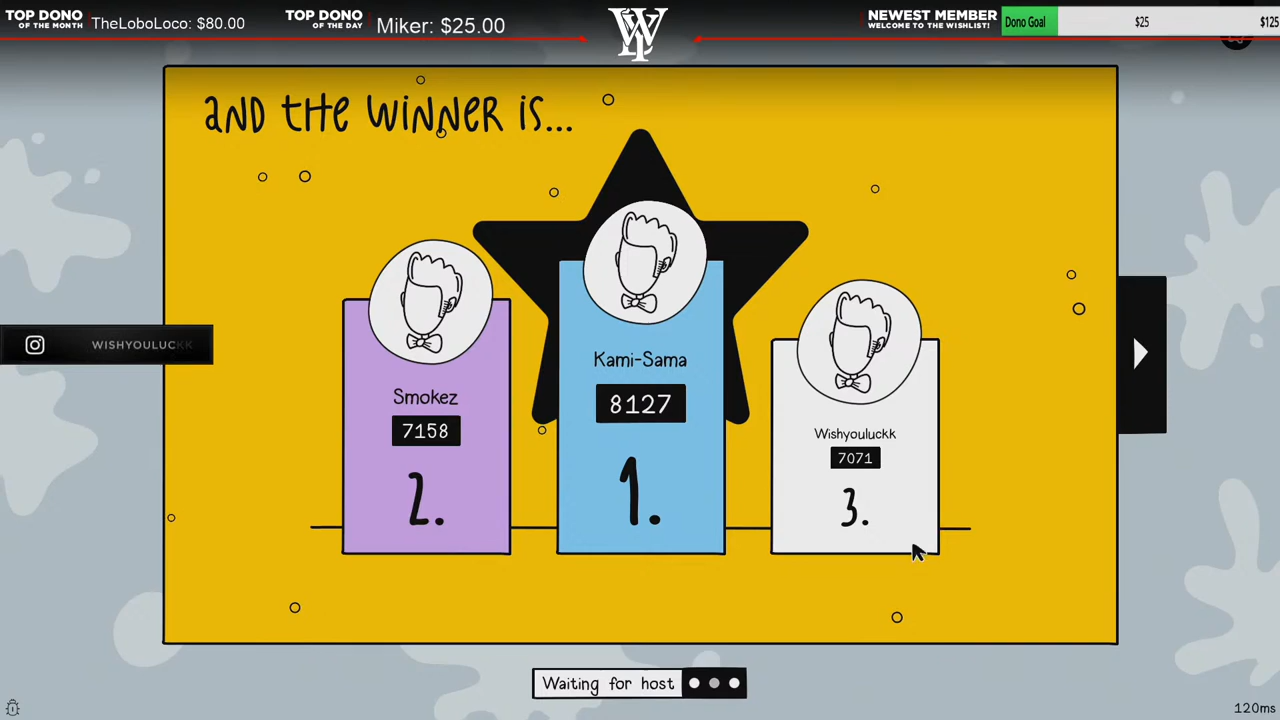 TOP DONO
OF THE MONTH
TheLoboLoco: $80.00
TOP DONO
OF THE DAY
Miker: $25.00
WL
NEWEST MEMBER
WELCOME TO THE WISHLIST!
Dono Goal
$25
$125
AND THE WINNER IS...
WISHYOULUCKK
Smokez
7158
2.
Kami-Sama
8127
1.
Wishyouluckk
7071
3.
Waiting for host
120ms